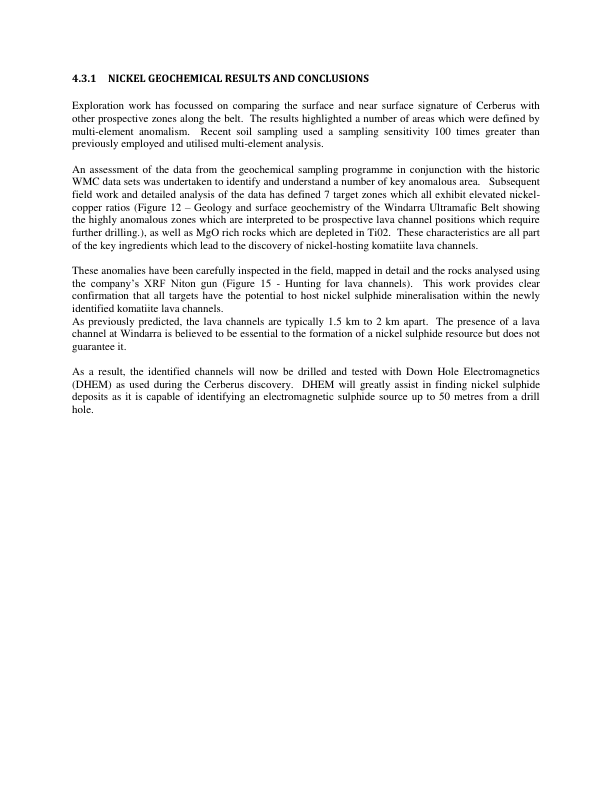 4.3.1 NICKEL GEOCHEMICAL RESULTS AND CONCLUSIONS
Exploration work has focussed on comparing the surface and near surface signature of Cerberus with
other prospective zones along the belt. The results highlighted a number of areas which were defined by
multi-element anomalism. Recent soil sampling used a sampling sensitivity 100 times greater than
previously employed and utilised multi-element analysis.
An assessment of the data from the geochemical sampling programme in conjunction with the historic
WMC data sets was undertaken to identify and understand a number of key anomalous area. Subsequent
field work and detailed analysis of the data has defined 7 target zones which all exhibit elevated nickel-
copper ratios (Figure 12 – Geology and surface geochemistry of the Windarra Ultramafic Belt showing
the highly anomalous zones which are interpreted to be prospective lava channel positions which require
further drilling.), as well as MgO rich rocks which are depleted in Ti02. These characteristics are all part
of the key ingredients which lead to the discovery of nickel-hosting komatiite lava channels.
These anomalies have been carefully inspected in the field, mapped in detail and the rocks analysed using
the company's XRF Niton gun (Figure 15 - Hunting for lava channels). This work provides clear
confirmation that all targets have the potential to host nickel sulphide mineralisation within the newly
identified komatiite lava channels.
As previously predicted, the lava channels are typically 1.5 km to 2 km apart. The presence of a lava
channel at Windarra is believed to be essential to the formation of a nickel sulphide resource but does not
guarantee it.
As a result, the identified channels will now be drilled and tested with Down Hole Electromagnetics
(DHEM) as used during the Cerberus discovery. DHEM will greatly assist in finding nickel sulphide
deposits as it is capable of identifying an electromagnetic sulphide source up to 50 metres from a drill
hole.